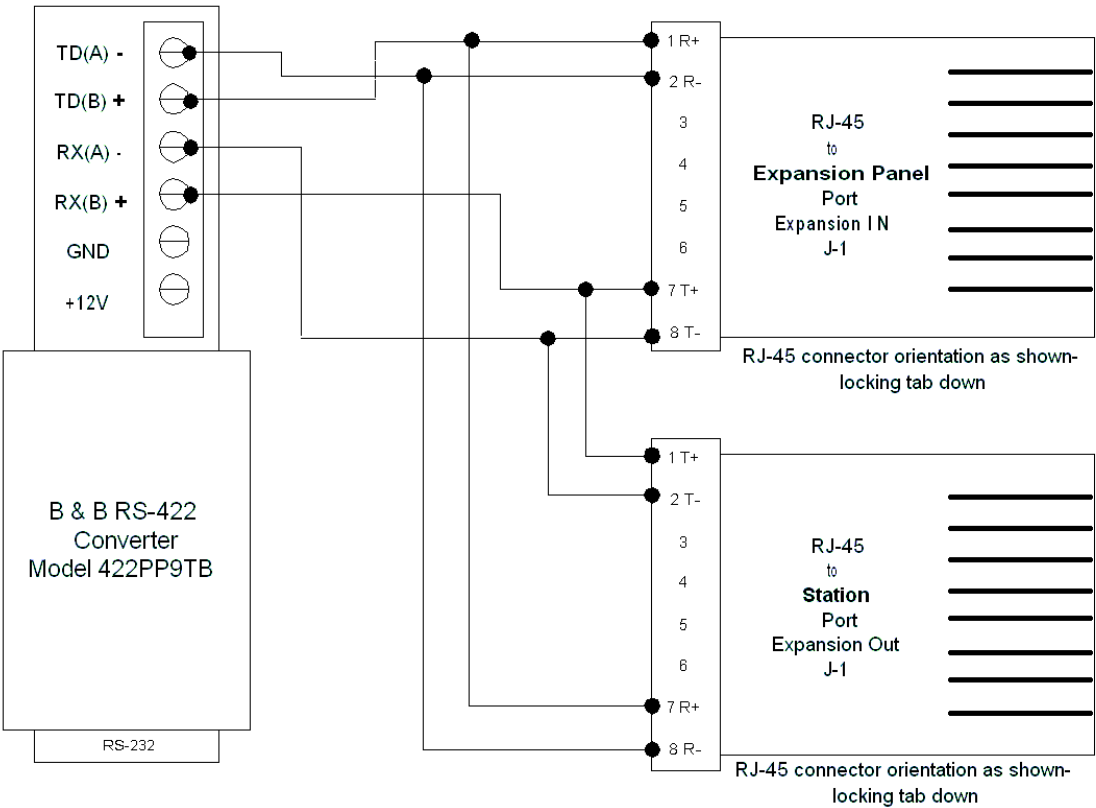 TD(A) -
TD(B) +
RX(A) -
RX(B) +
GND
+12V
B & B RS-422
Converter
Model 422PP9TB
RS-232
1 R+
2 R-
3
4
5
6
7 T+
8 T-
RJ-45
to
Expansion Panel
Port
Expansion IN
J-1
RJ-45 connector orientation as shown-
locking tab down
1 T+
2 T-
3
4
5
6
7 R+
8 R-
RJ-45
to
Station
Port
Expansion Out
J-1
RJ-45 connector orientation as shown-
locking tab down